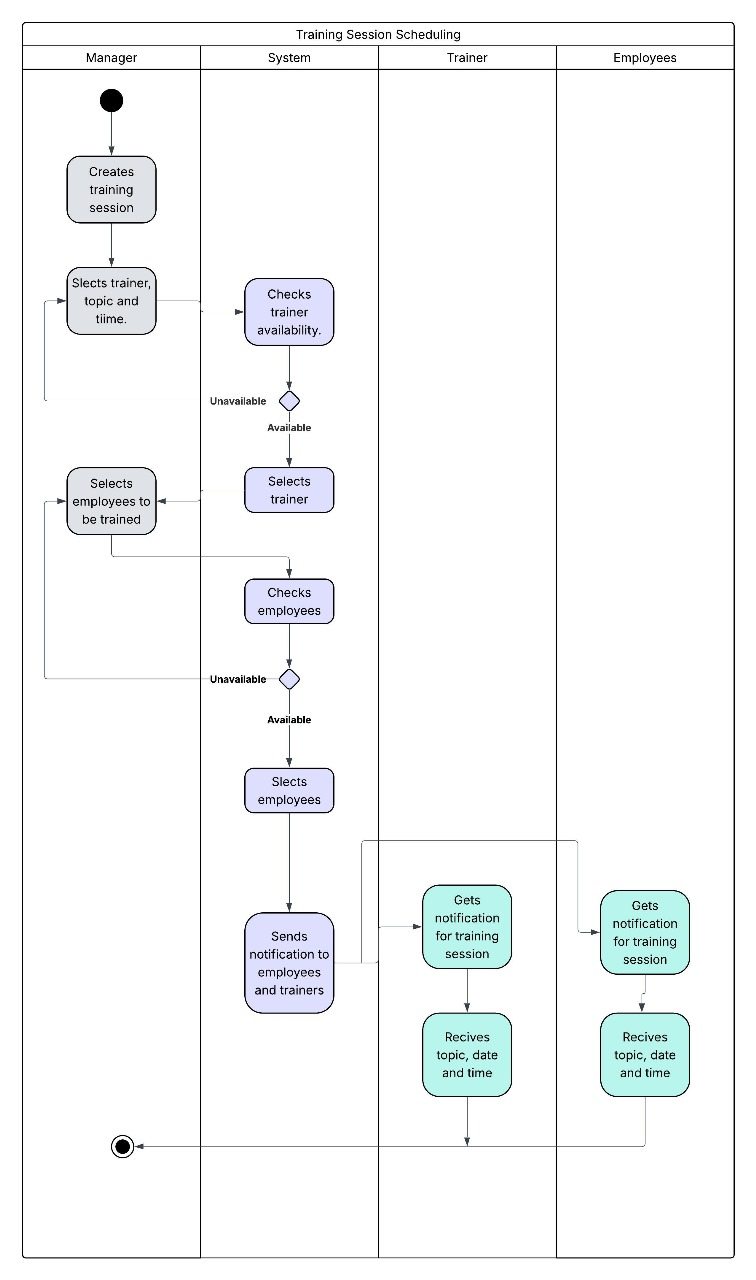 Training Session Scheduling
Manager
System
Trainer
Employees
Creates
training
session
Slects trainer,
topic and
tiime.
Checks
trainer
availability.
Unavailable
Available
Selects
trainer
Selects
employees to
be trained
Checks
employees
Unavailable
Available
Slects
employees
Sends
notification to
employees
and trainers
Gets
notification
for training
session
Gets
notification
for training
session
Recives
topic, date
and time
Recives
topic, date
and time